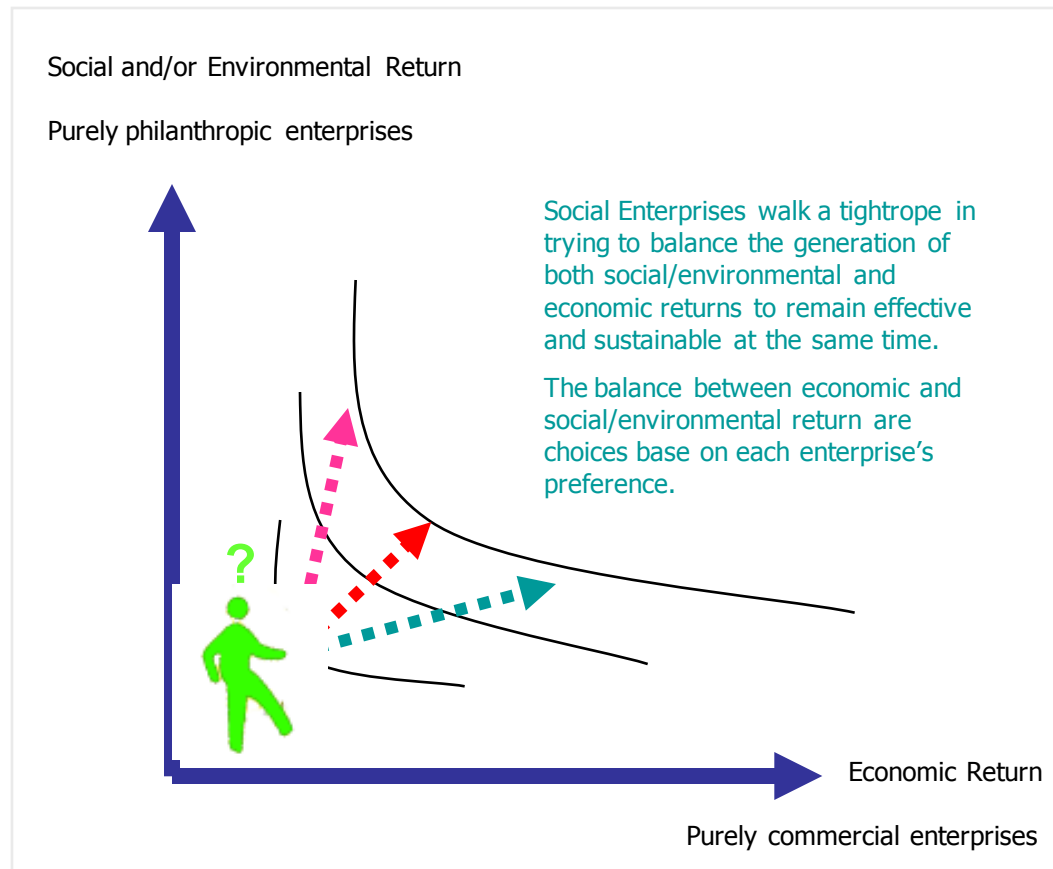 Social and/or Environmental Return
Purely philanthropic enterprises
Social Enterprises walk a tightrope in
trying to balance the generation of
both social/environmental and
economic returns to remain effective
and sustainable at the same time.
The balance between economic and
social/environmental return are
choices base on each enterprise’s
preference.
?
Economic Return
Purely commercial enterprises